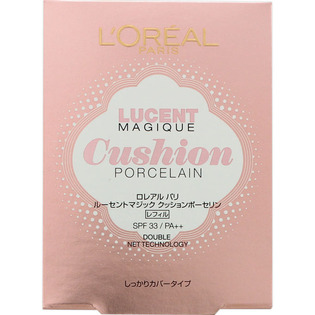 L'ORÉAL
PARIS
LUCENT
MAGIQUE
Cushion
PORCELAIN
ロレアル パリ
ルーセントマジック クッションポーセリン
レフィル
SPF 33 / PA++
DOUBLE
NET TECHNOLOGY
しっかりカバータイプ